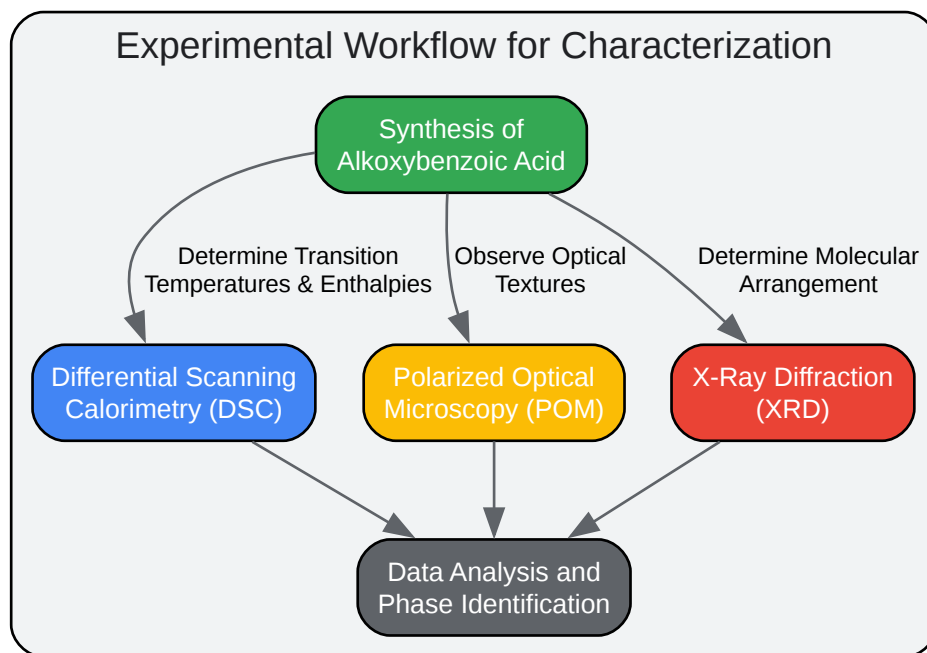 Experimental Workflow for Characterization
Synthesis of
Alkoxybenzoic Acid
Determine Transition
Temperatures & Enthalpies
Observe Optical
Textures
Determine Molecular
Arrangement
Differential Scanning
Calorimetry (DSC)
Polarized Optical
Microscopy (POM)
X-Ray Diffraction
(XRD)
Data Analysis and
Phase Identification